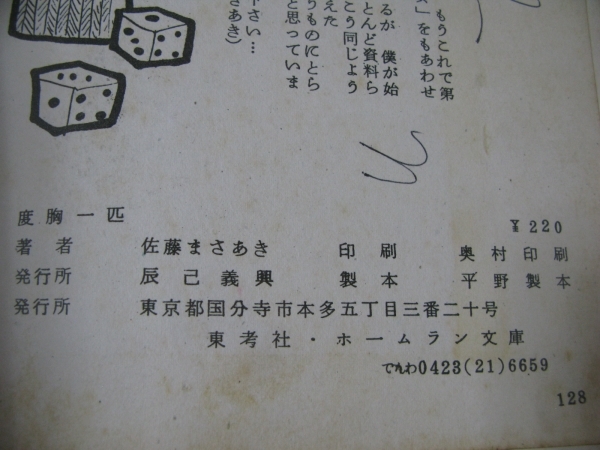 もうこれで第
」をもあわせ
るが 僕が始
とんど資料ら
こう同じよう
えた
うものにとら
と思っていま
下さい…
さあき）
度胸一匹
¥220
著者 佐藤まさあき 印刷 奥村印刷
発行所 辰己義興 製本 平野製本
発行所 東京都国分寺市本多五丁目三番二十号
東考社・ホームラン文庫
でんわ0423(21)6659
128